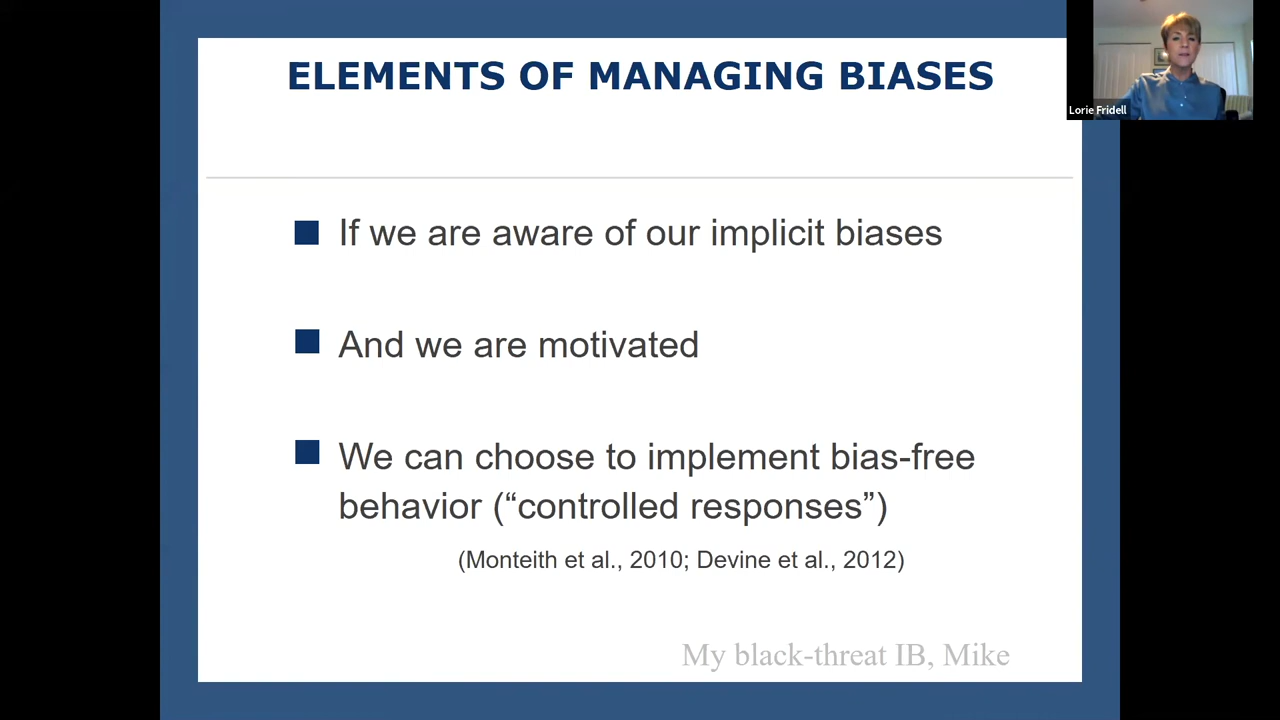 ELEMENTS OF MANAGING BIASES
Lorie Fridell
If we are aware of our implicit biases
And we are motivated
We can choose to implement bias-free
behavior (“controlled responses”)
(Monteith et al., 2010; Devine et al., 2012)
My black-threat IB, Mike